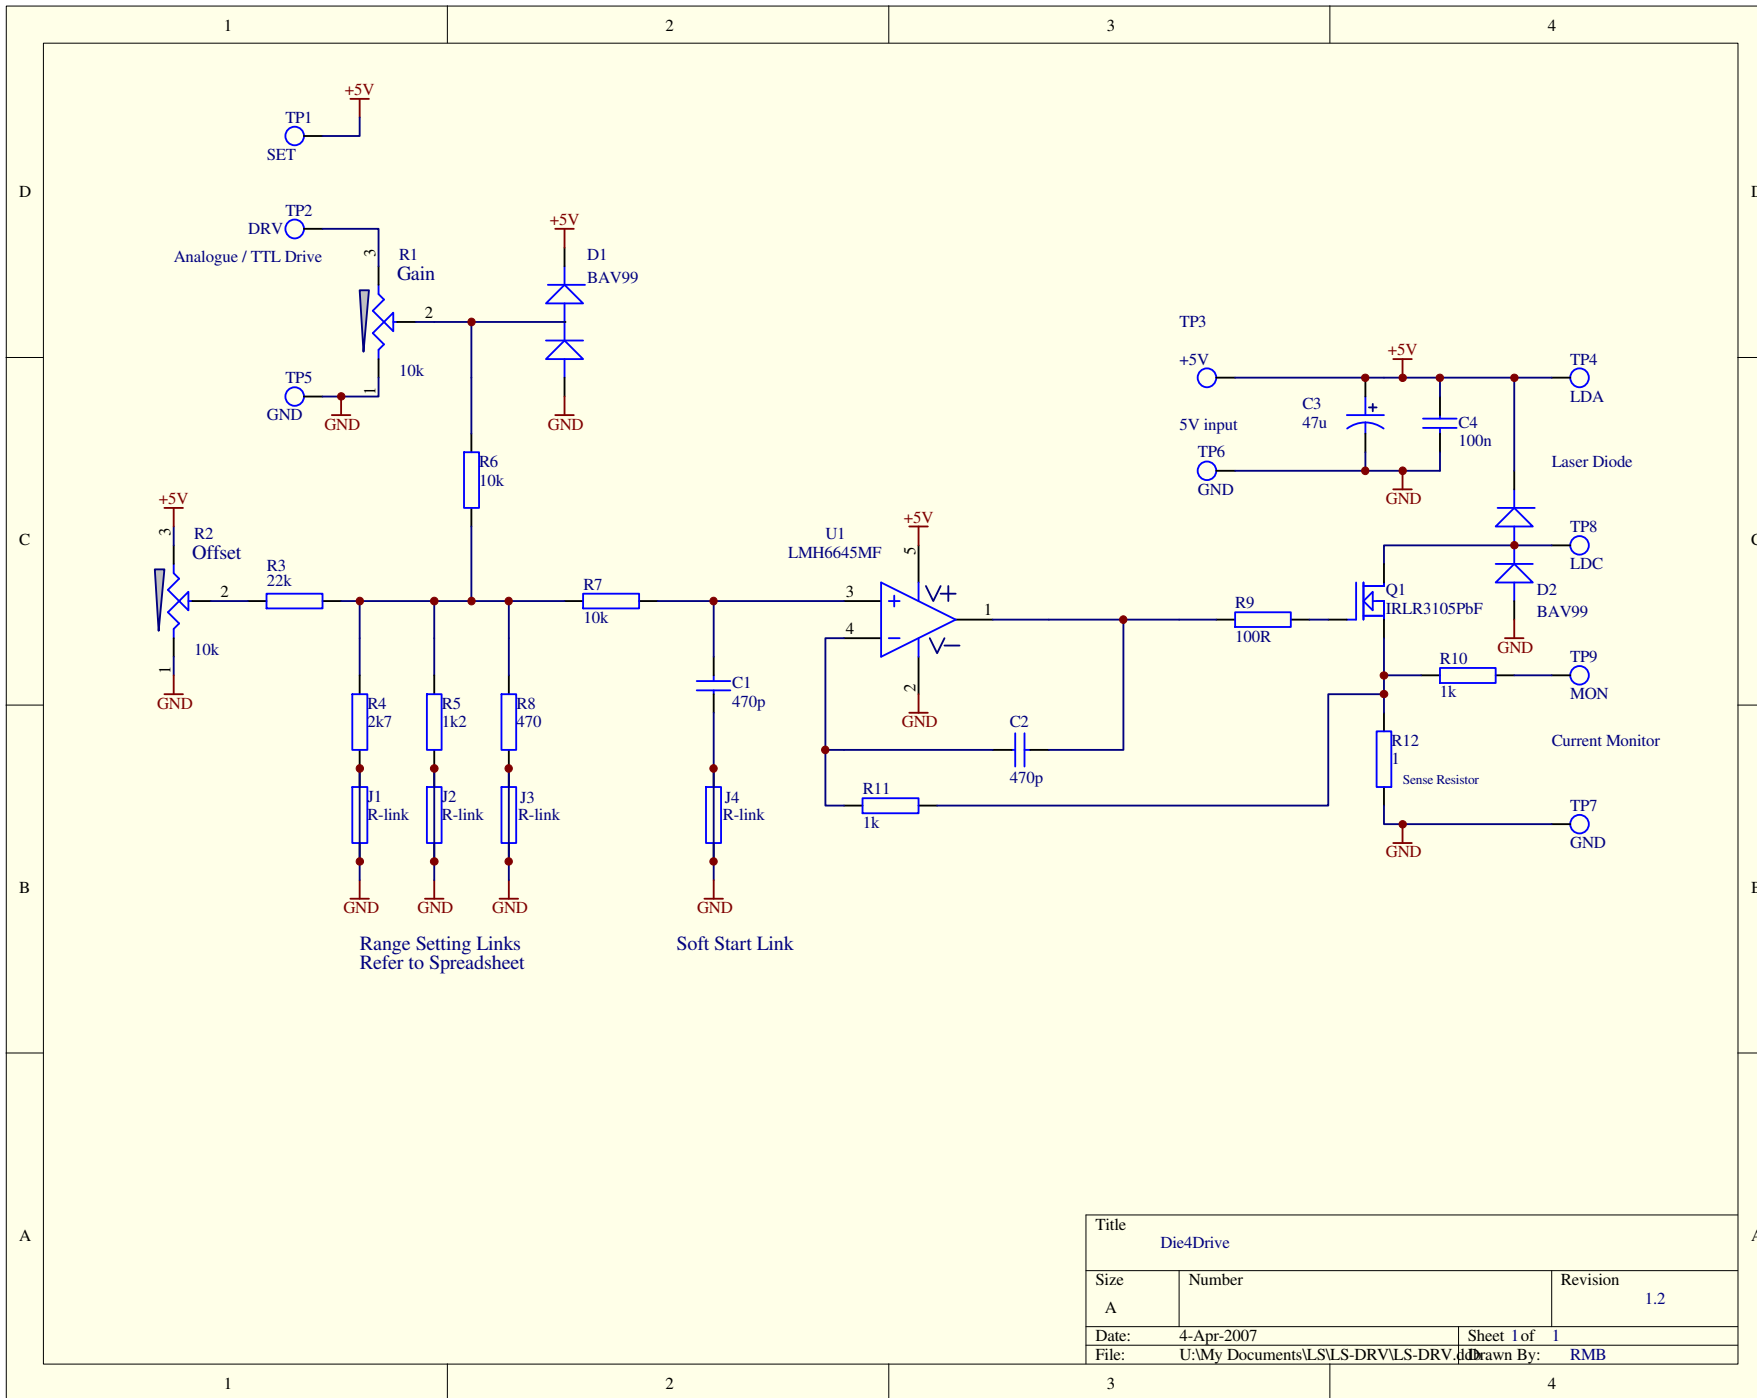 1 2 3 4
D
C
B
A
+5V
TP1
SET
TP2
DRV
Analogue / TTL Drive
3
R1
Gain
2
1
10k
TP5
GND
GND
+5V
D1
BAV99
GND
R6
10k
+5V
3
R2
Offset
2
1
10k
GND
R3
22k
R4
2k7
R5
1k2
R8
470
J1
R-link
J2
R-link
J3
R-link
GND
GND
GND
Range Setting Links
Refer to Spreadsheet
R7
10k
C1
470p
J4
R-link
GND
Soft Start Link
U1
LMH6645MF
+5V
5
3
4
+
−
V+
V−
1
2
GND
C2
470p
R11
1k
R9
100R
TP3
+5V
5V input
TP6
GND
C3
47u
+
+5V
C4
100n
GND
TP4
LDA
Laser Diode
TP8
LDC
Q1
IRLR3105PbF
D2
BAV99
GND
R10
1k
TP9
MON
R12
1
Sense Resistor
Current Monitor
TP7
GND
GND
Title
Die4Drive
Size
A
Number
Revision
1.2
Date: 4-Apr-2007
Sheet 1 of 1
File: U:\My Documents\LS\LS-DRV\LS-DRV.ddb
Drawn By: RMB
1 2 3 4